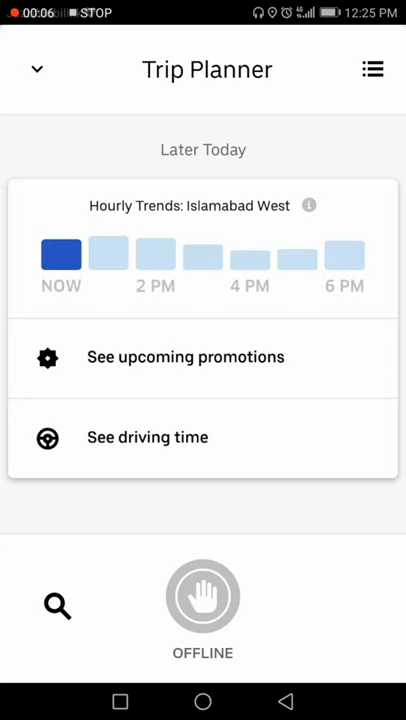 00:06 STOP 12:25 PM
Trip Planner
Later Today
Hourly Trends: Islamabad West
NOW 2 PM 4 PM 6 PM
See upcoming promotions
See driving time
OFFLINE